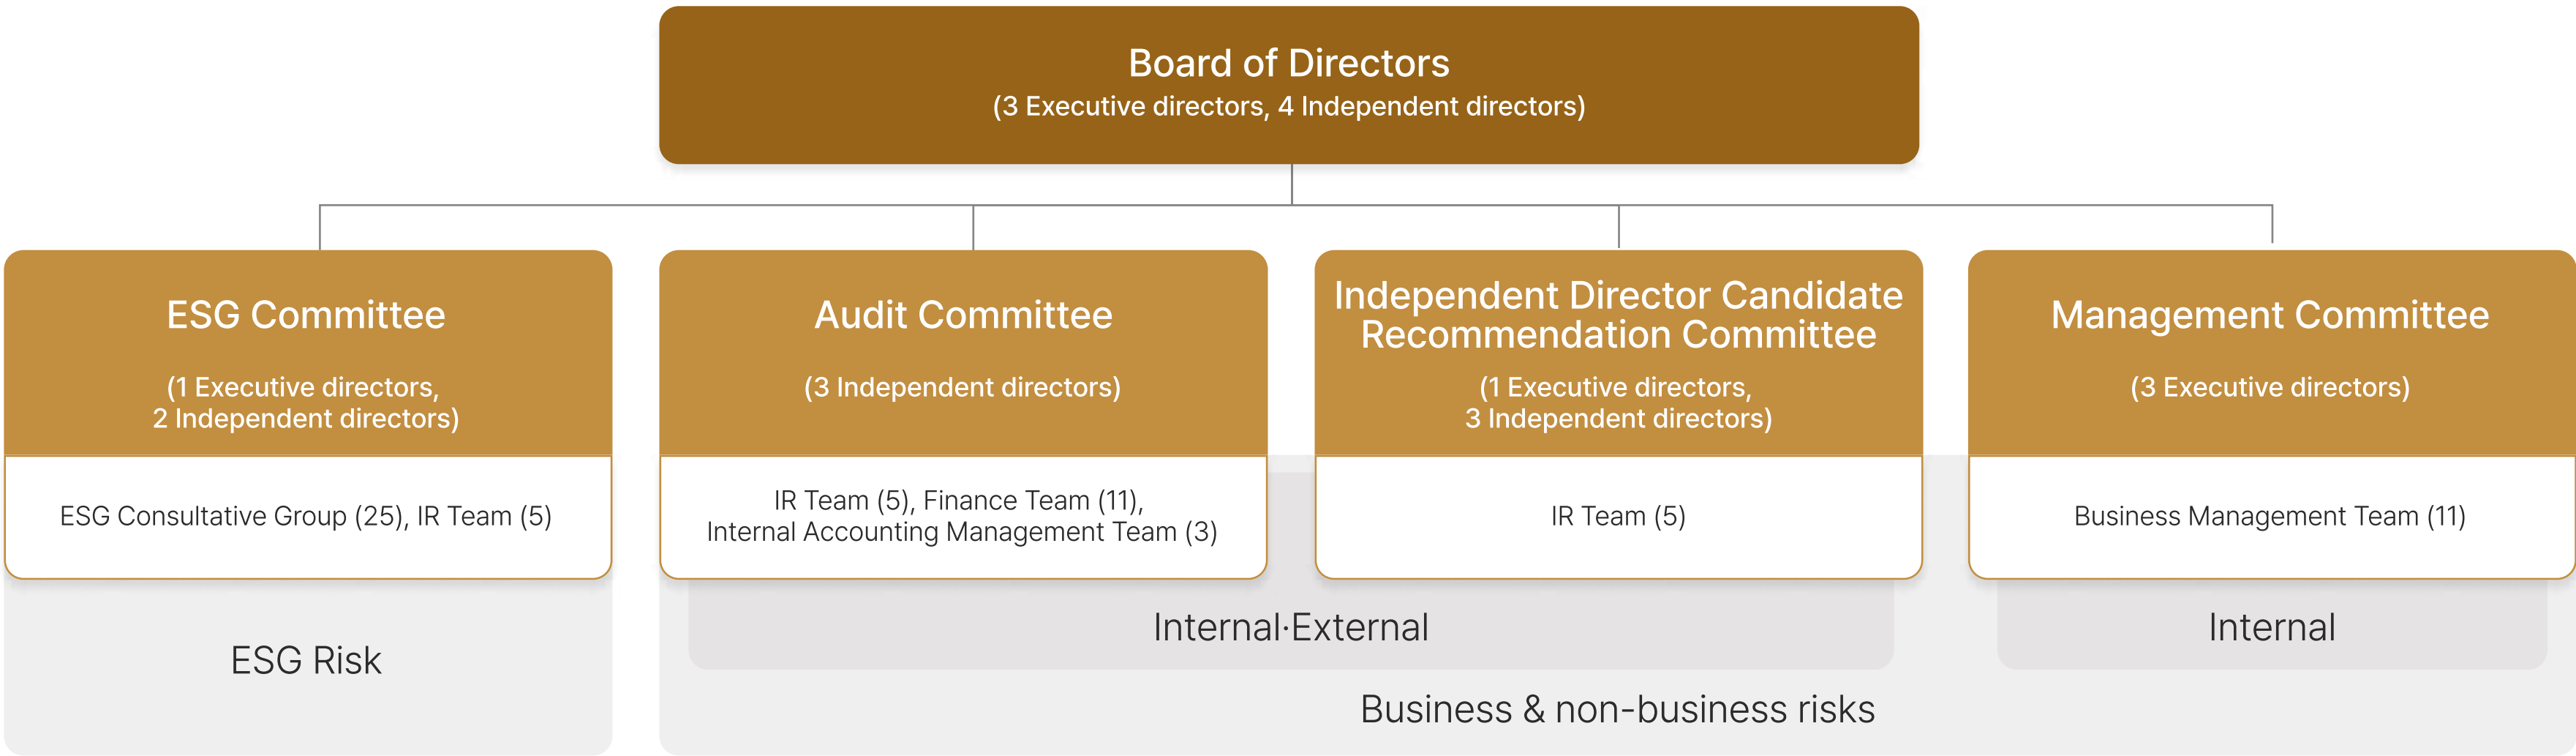 Board of Directors
(3 Executive directors, 4 Independent directors)
ESG Committee
(1 Executive directors,
2 Independent directors)
ESG Consultative Group (25), IR Team (5)
ESG Risk
Audit Committee
(3 Independent directors)
IR Team (5), Finance Team (11),
Internal Accounting Management Team (3)
Independent Director Candidate
Recommendation Committee
(1 Executive directors,
3 Independent directors)
IR Team (5)
Internal·External
Management Committee
(3 Executive directors)
Business Management Team (11)
Internal
Business & non-business risks